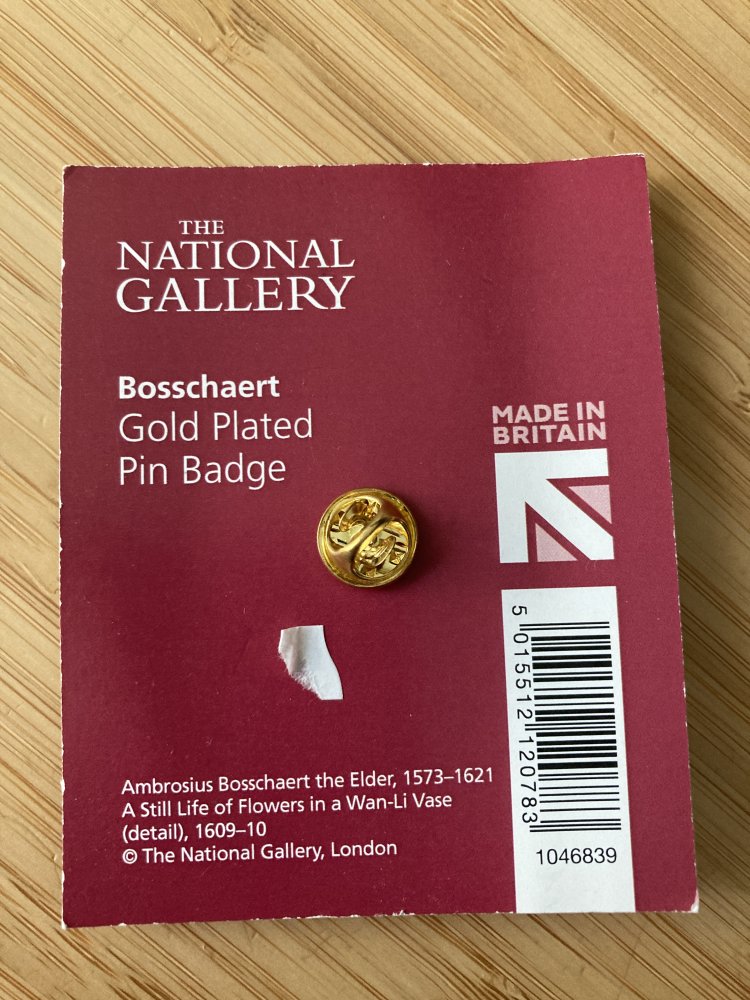 THE
NATIONAL
GALLERY
Bosschaert
Gold Plated
Pin Badge
MADE IN
BRITAIN
5 015512 120783
1046839
Ambrosius Bosschaert the Elder, 1573–1621
A Still Life of Flowers in a Wan-Li Vase
(detail), 1609–10
© The National Gallery, London